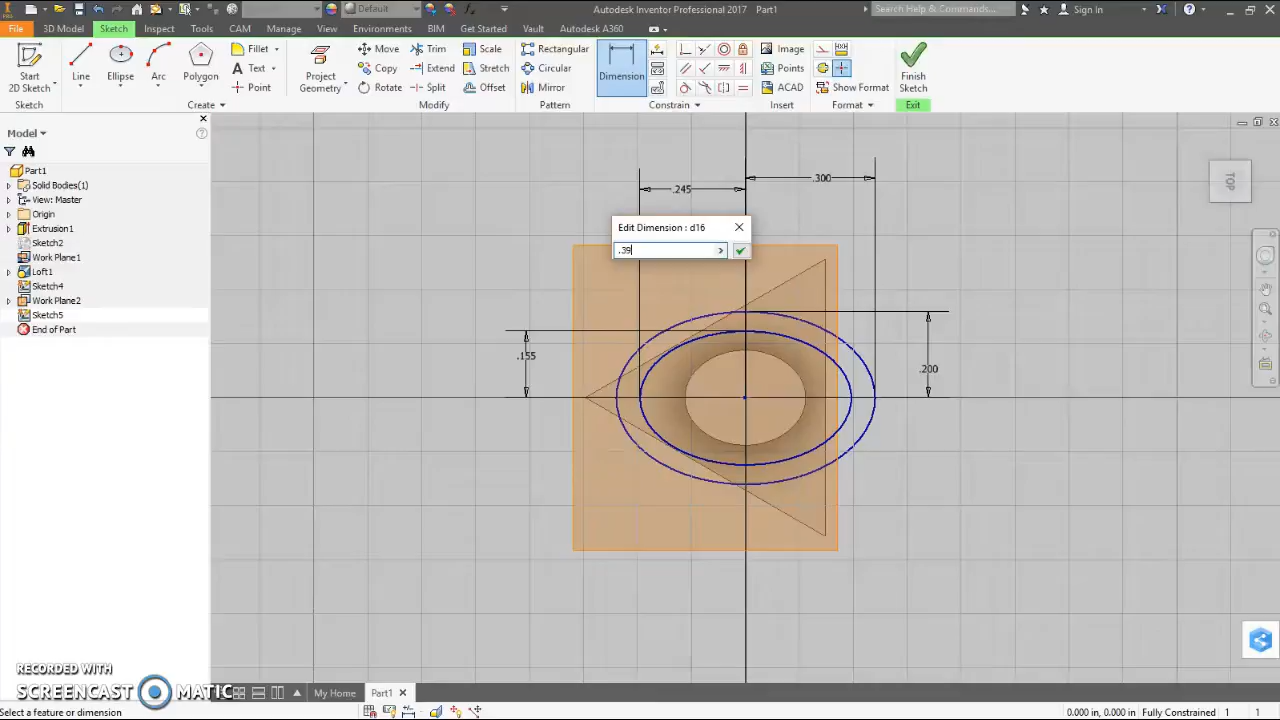 Default
Autodesk Inventor Professional 2017 Part1
Search Help & Commands...
Sign In
File 3D Model Sketch Inspect Tools CAM Manage View Environments BIM Get Started Vault Autodesk A360
Start
2D Sketch
Line
Ellipse
Arc
Polygon
Fillet
Text
Point
Project
Geometry
Move
Copy
Rotate
Trim
Extend
Split
Scale
Stretch
Offset
Rectangular
Circular
Mirror
Dimension
Image
Points
ACAD
Show Format
Finish
Sketch
Sketch Create Modify Pattern Constrain Insert Format Exit
Model
Part1
Solid Bodies(1)
View: Master
Origin
Extrusion1
Sketch2
Work Plane1
Loft1
Sketch4
Work Plane2
Sketch5
End of Part
.245
.300
Edit Dimension : d16
.39
.155
.200
TOP
RECORDED WITH
SCREENCAST MATIC
My Home Part1
Select a feature or dimension
0.000 in, 0.000 in Fully Constrained 1 1